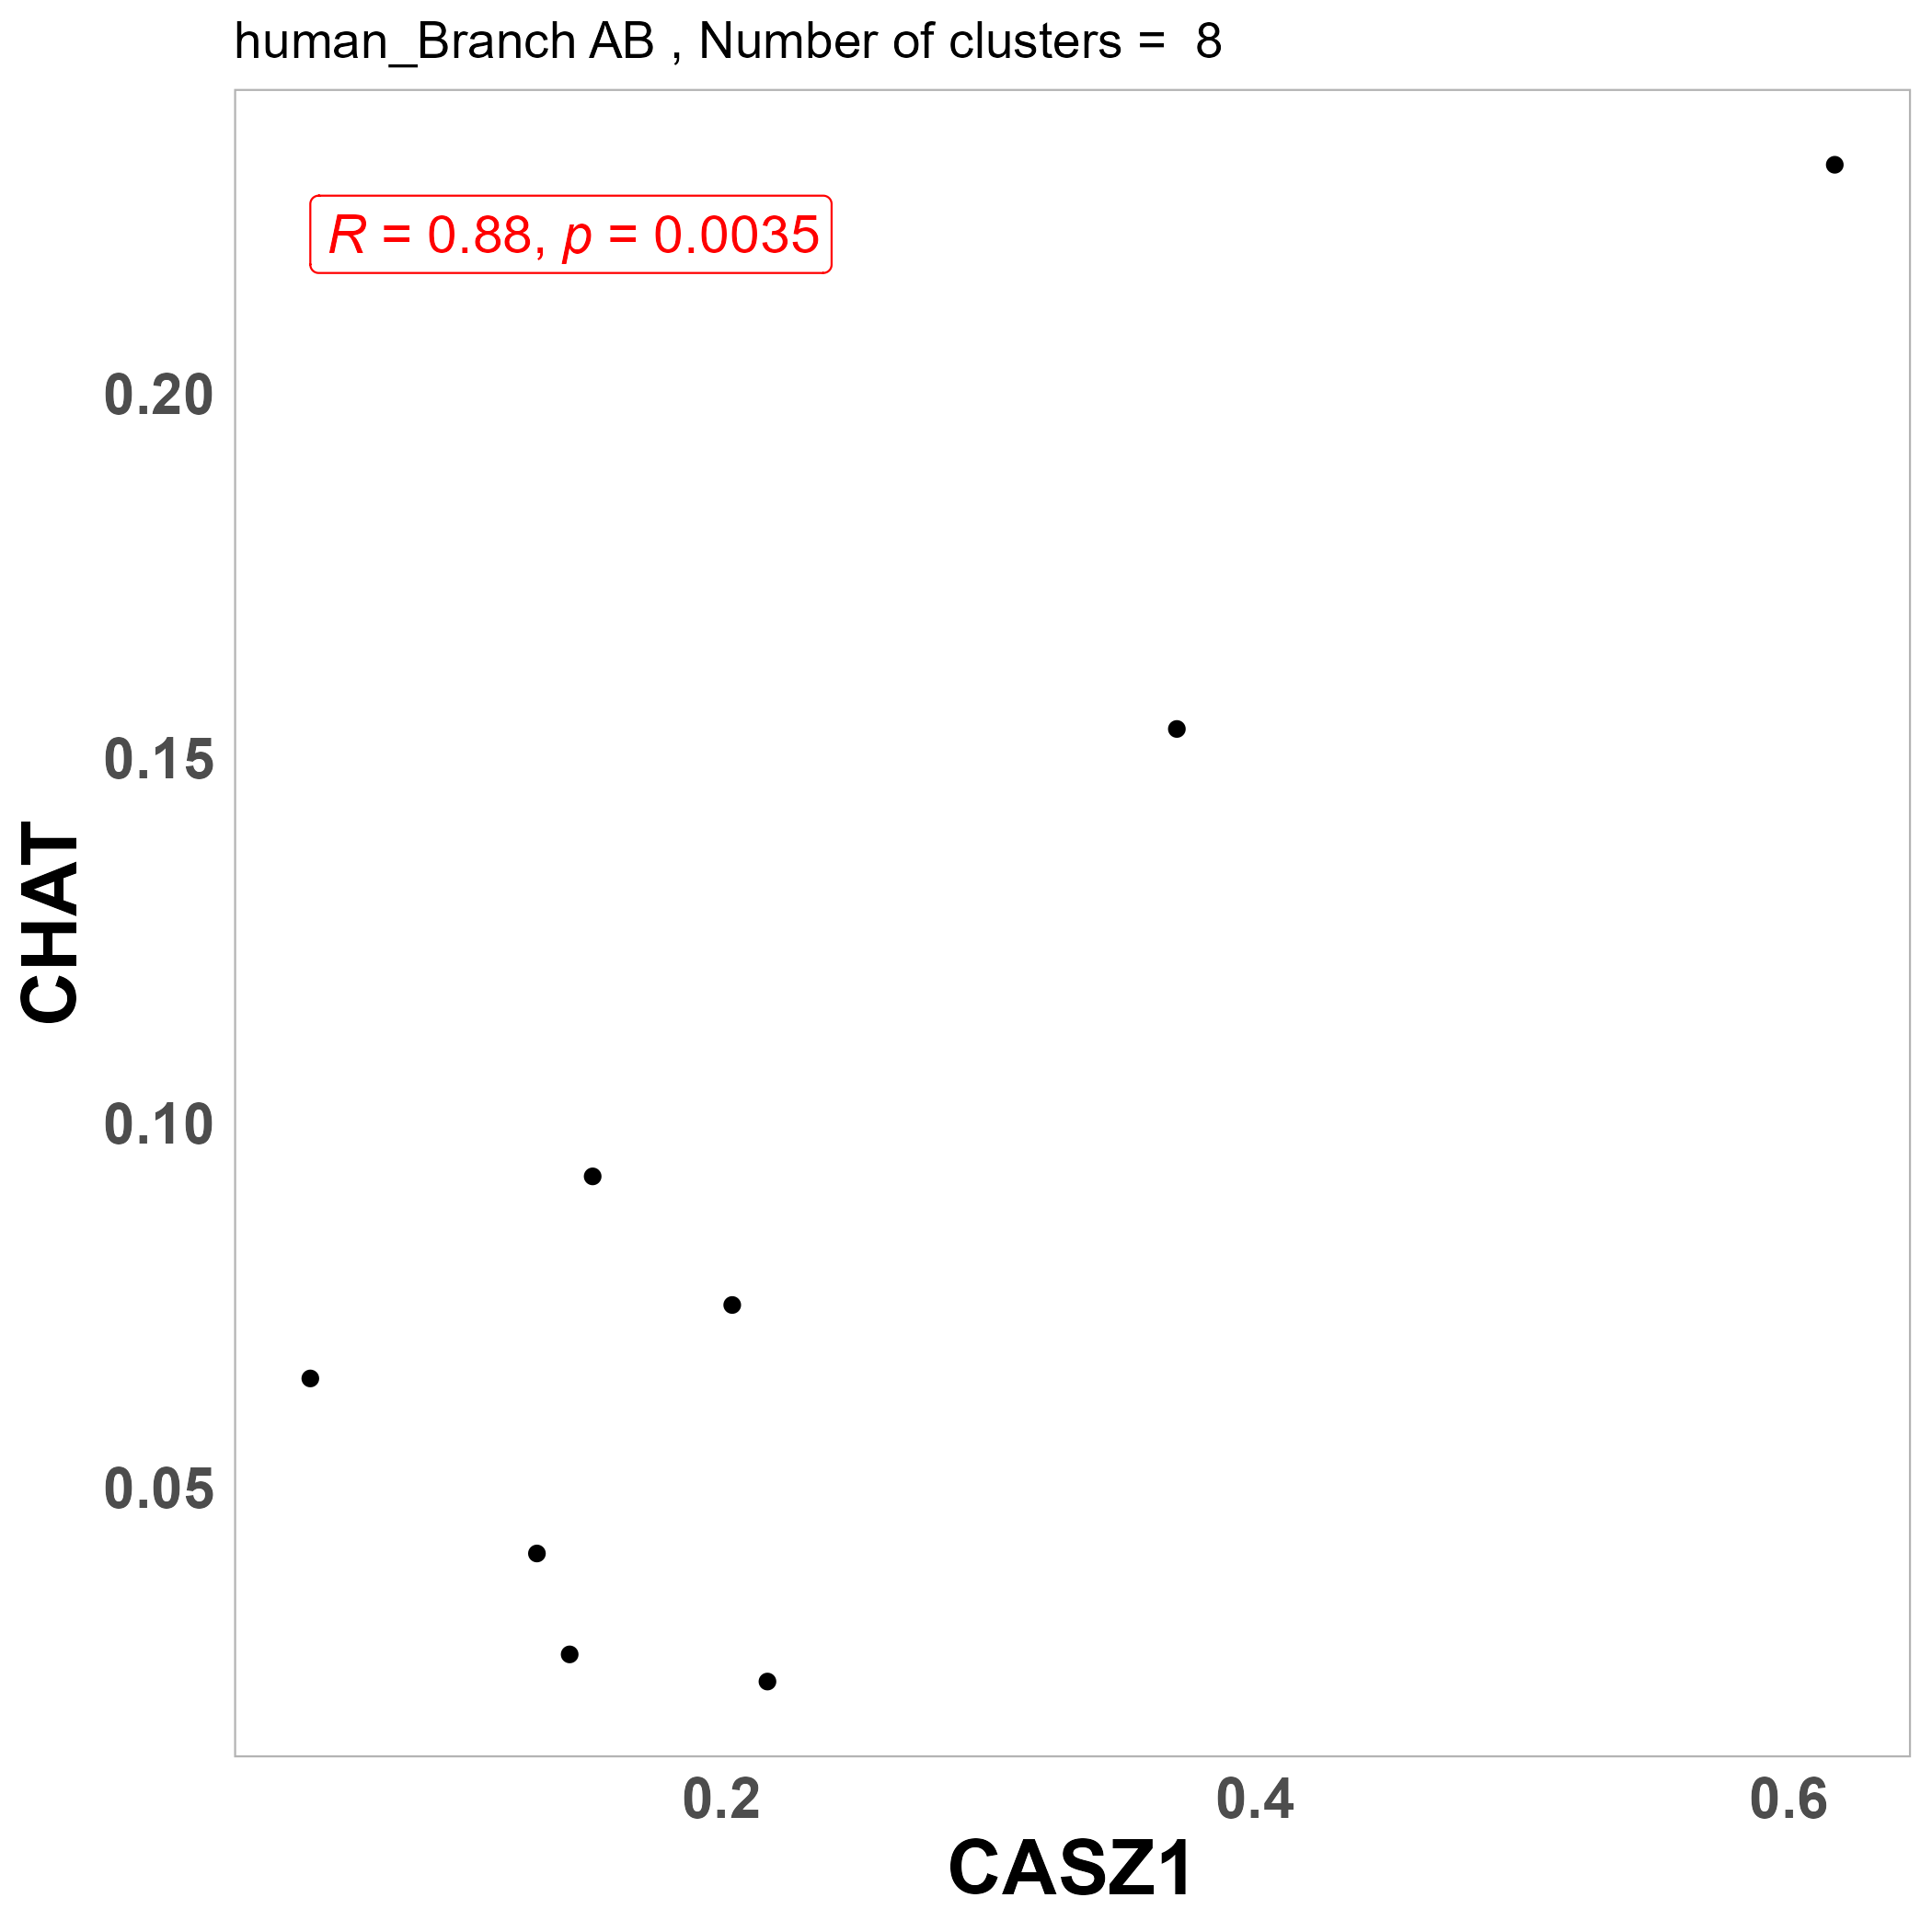 human_Branch AB , Number of clusters =  8
R = 0.88, p = 0.0035
0.20
0.15
0.10
0.05
CHAT
0.2 0.4 0.6
CASZ1